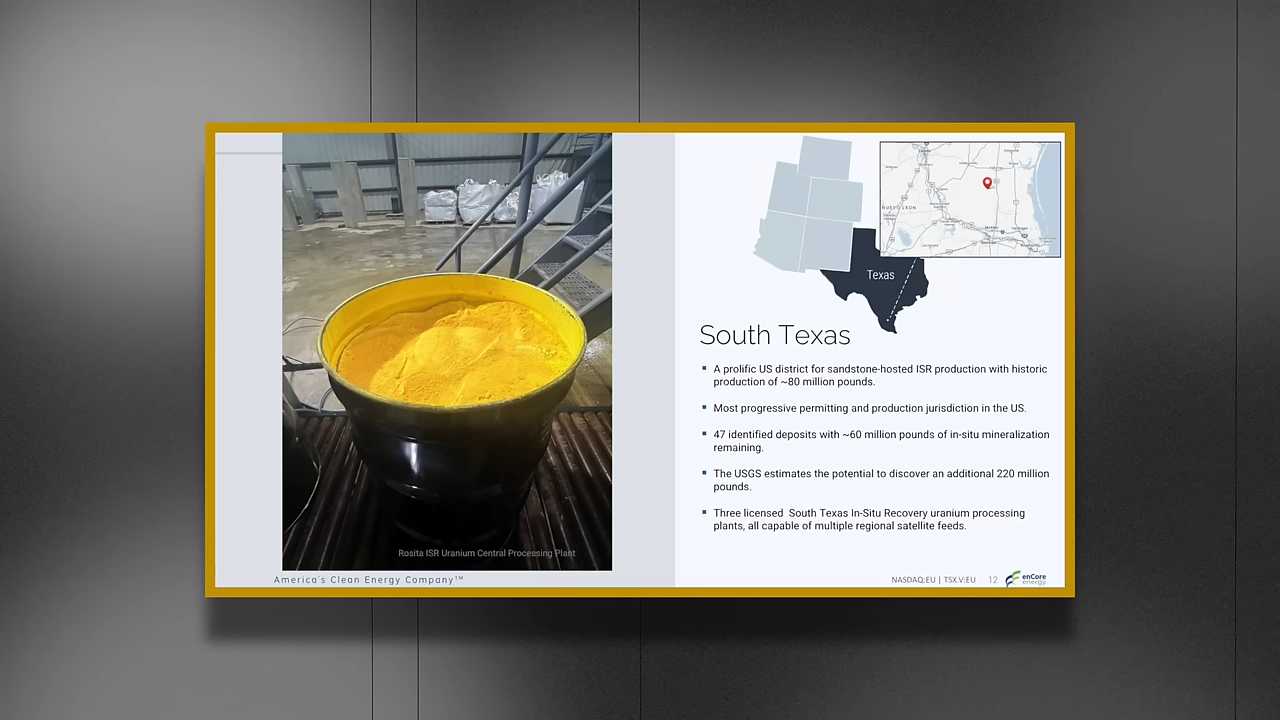 NUEVO LEON
Texas
South Texas
▪ A prolific US district for sandstone-hosted ISR production with historic
production of ~80 million pounds.
▪ Most progressive permitting and production jurisdiction in the US.
▪ 47 identified deposits with ~60 million pounds of in-situ mineralization
remaining.
▪ The USGS estimates the potential to discover an additional 220 million
pounds.
▪ Three licensed South Texas In-Situ Recovery uranium processing
plants, all capable of multiple regional satellite feeds.
Rosita ISR Uranium Central Processing Plant
America's Clean Energy Company™
NASDAQ:EU | TSX.V:EU 12
enCore
energy